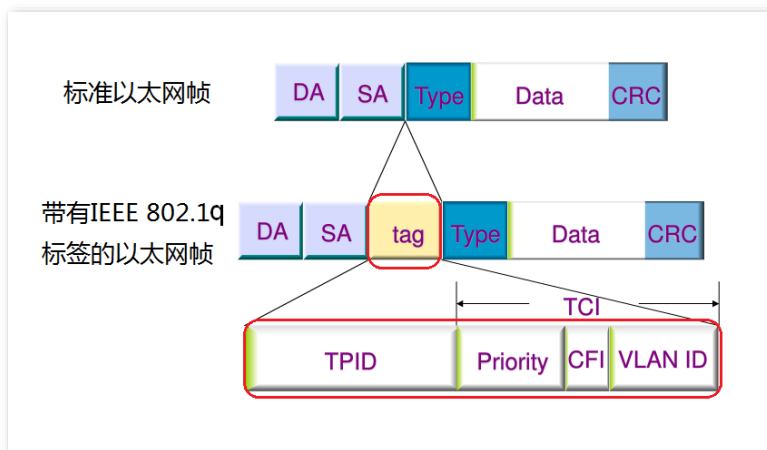 标准以太网帧
DA SA Type Data CRC
带有IEEE 802.1q
标签的以太网帧
DA SA tag Type Data CRC
TCI
TPID Priority CFI VLAN ID